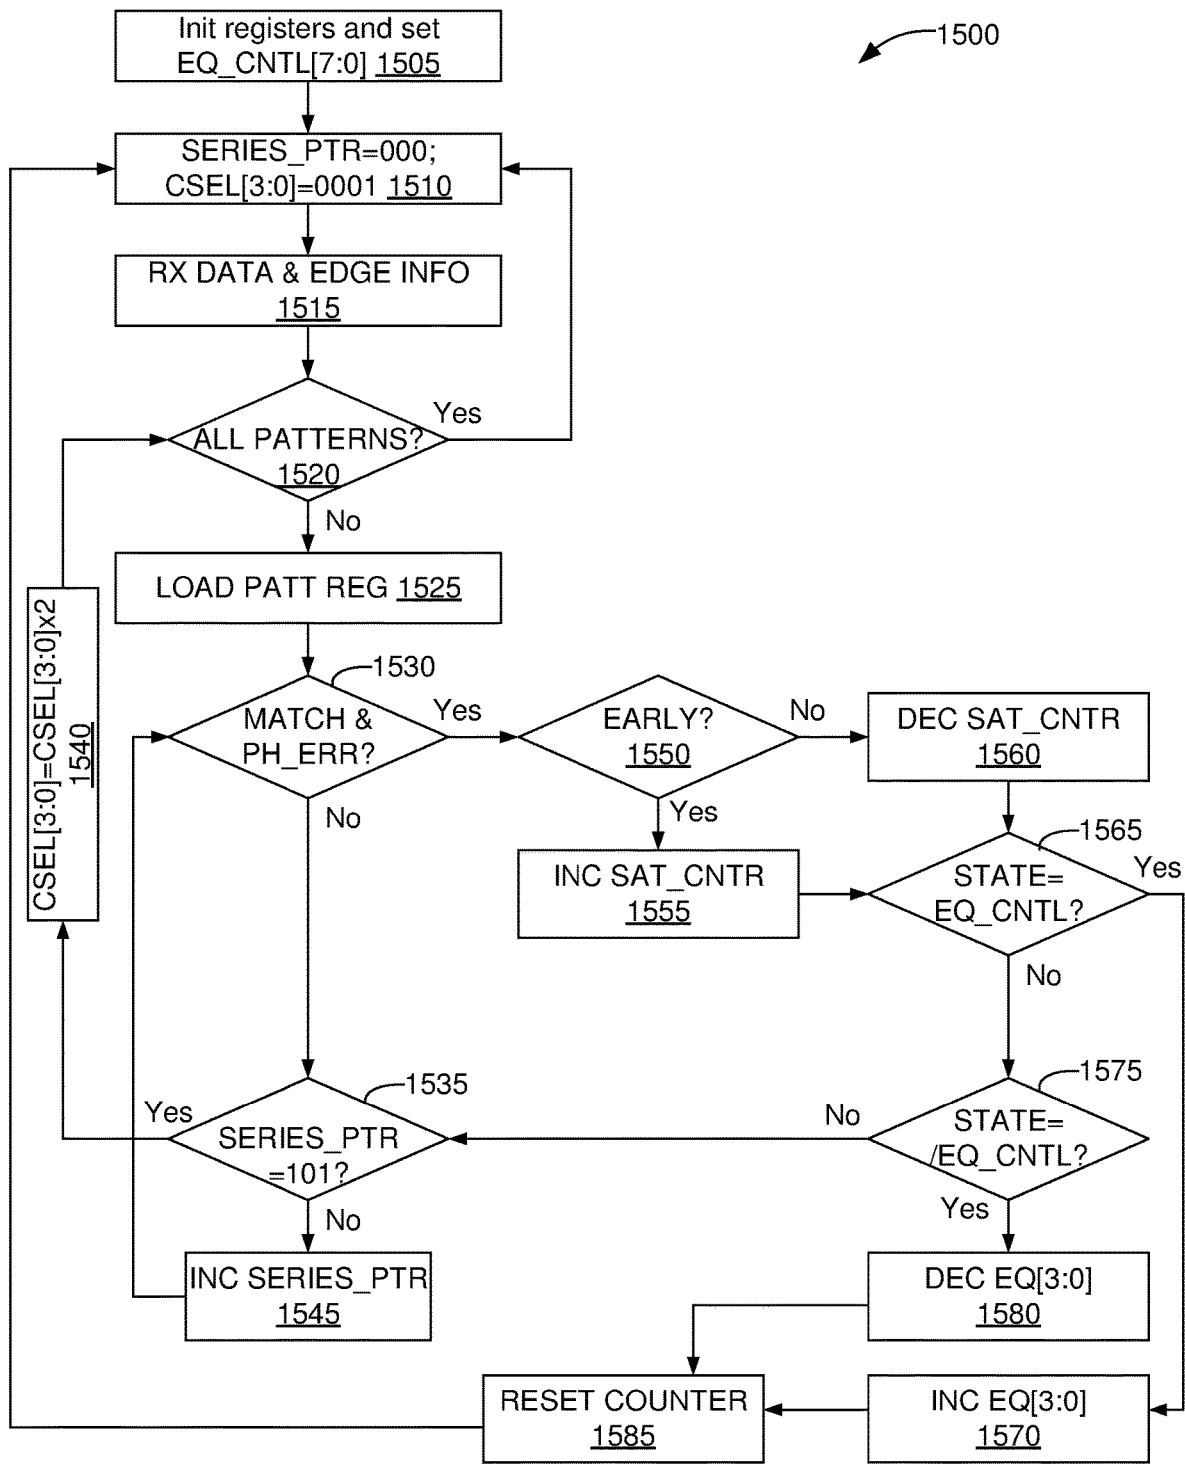 Init registers and set
EQ_CNTL[7:0] 1505
1500
SERIES_PTR=000;
CSEL[3:0]=0001 1510
RX DATA & EDGE INFO
1515
Yes
ALL PATTERNS?
1520
No
LOAD PATT REG 1525
CSEL[3:0]=CSEL[3:0]x2
1540
1530
MATCH &
PH_ERR?
Yes
No
EARLY?
1550
No
Yes
DEC SAT_CNTR
1560
INC SAT_CNTR
1555
1565
STATE=
EQ_CNTL?
Yes
No
1535
Yes
SERIES_PTR
=101?
No
1575
No
STATE=
/EQ_CNTL?
Yes
INC SERIES_PTR
1545
DEC EQ[3:0]
1580
RESET COUNTER
1585
INC EQ[3:0]
1570